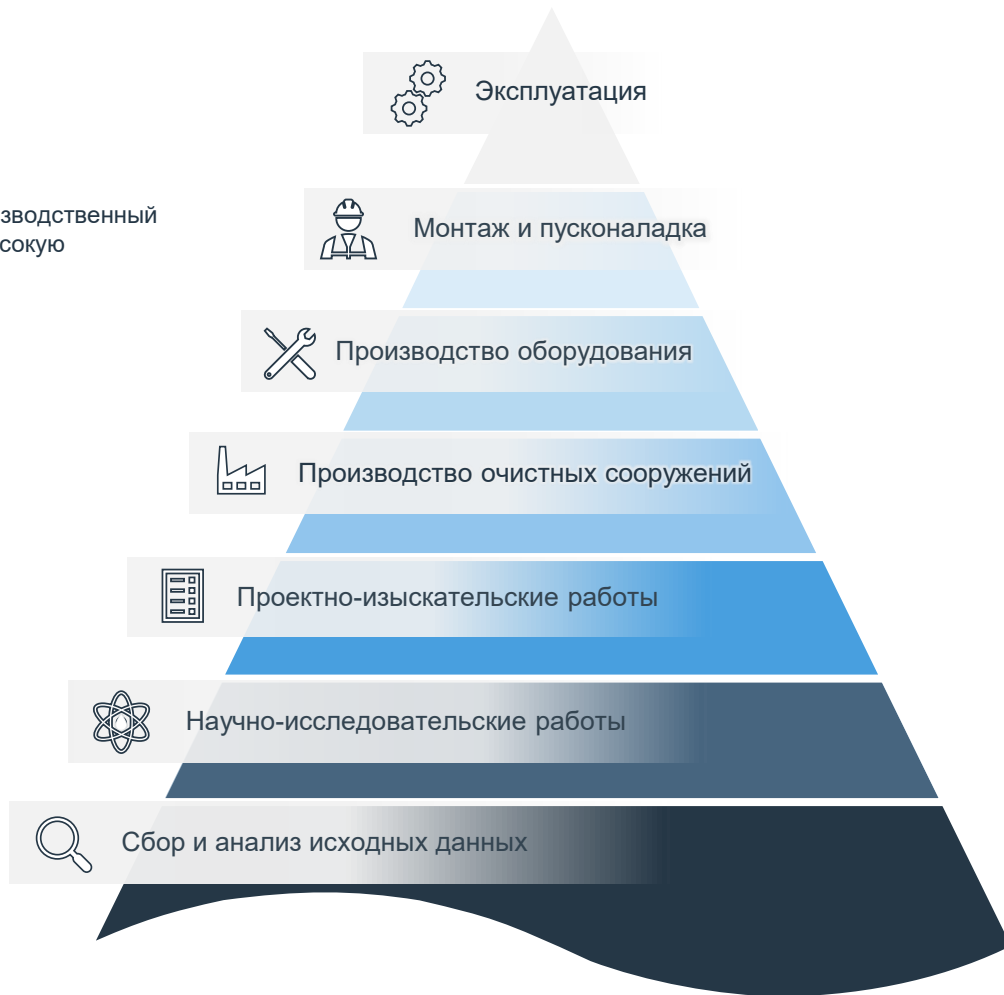 Эксплуатация
зводственный
сокую
Монтаж и пусконаладка
Производство оборудования
Производство очистных сооружений
Проектно-изыскательские работы
Научно-исследовательские работы
Сбор и анализ исходных данных